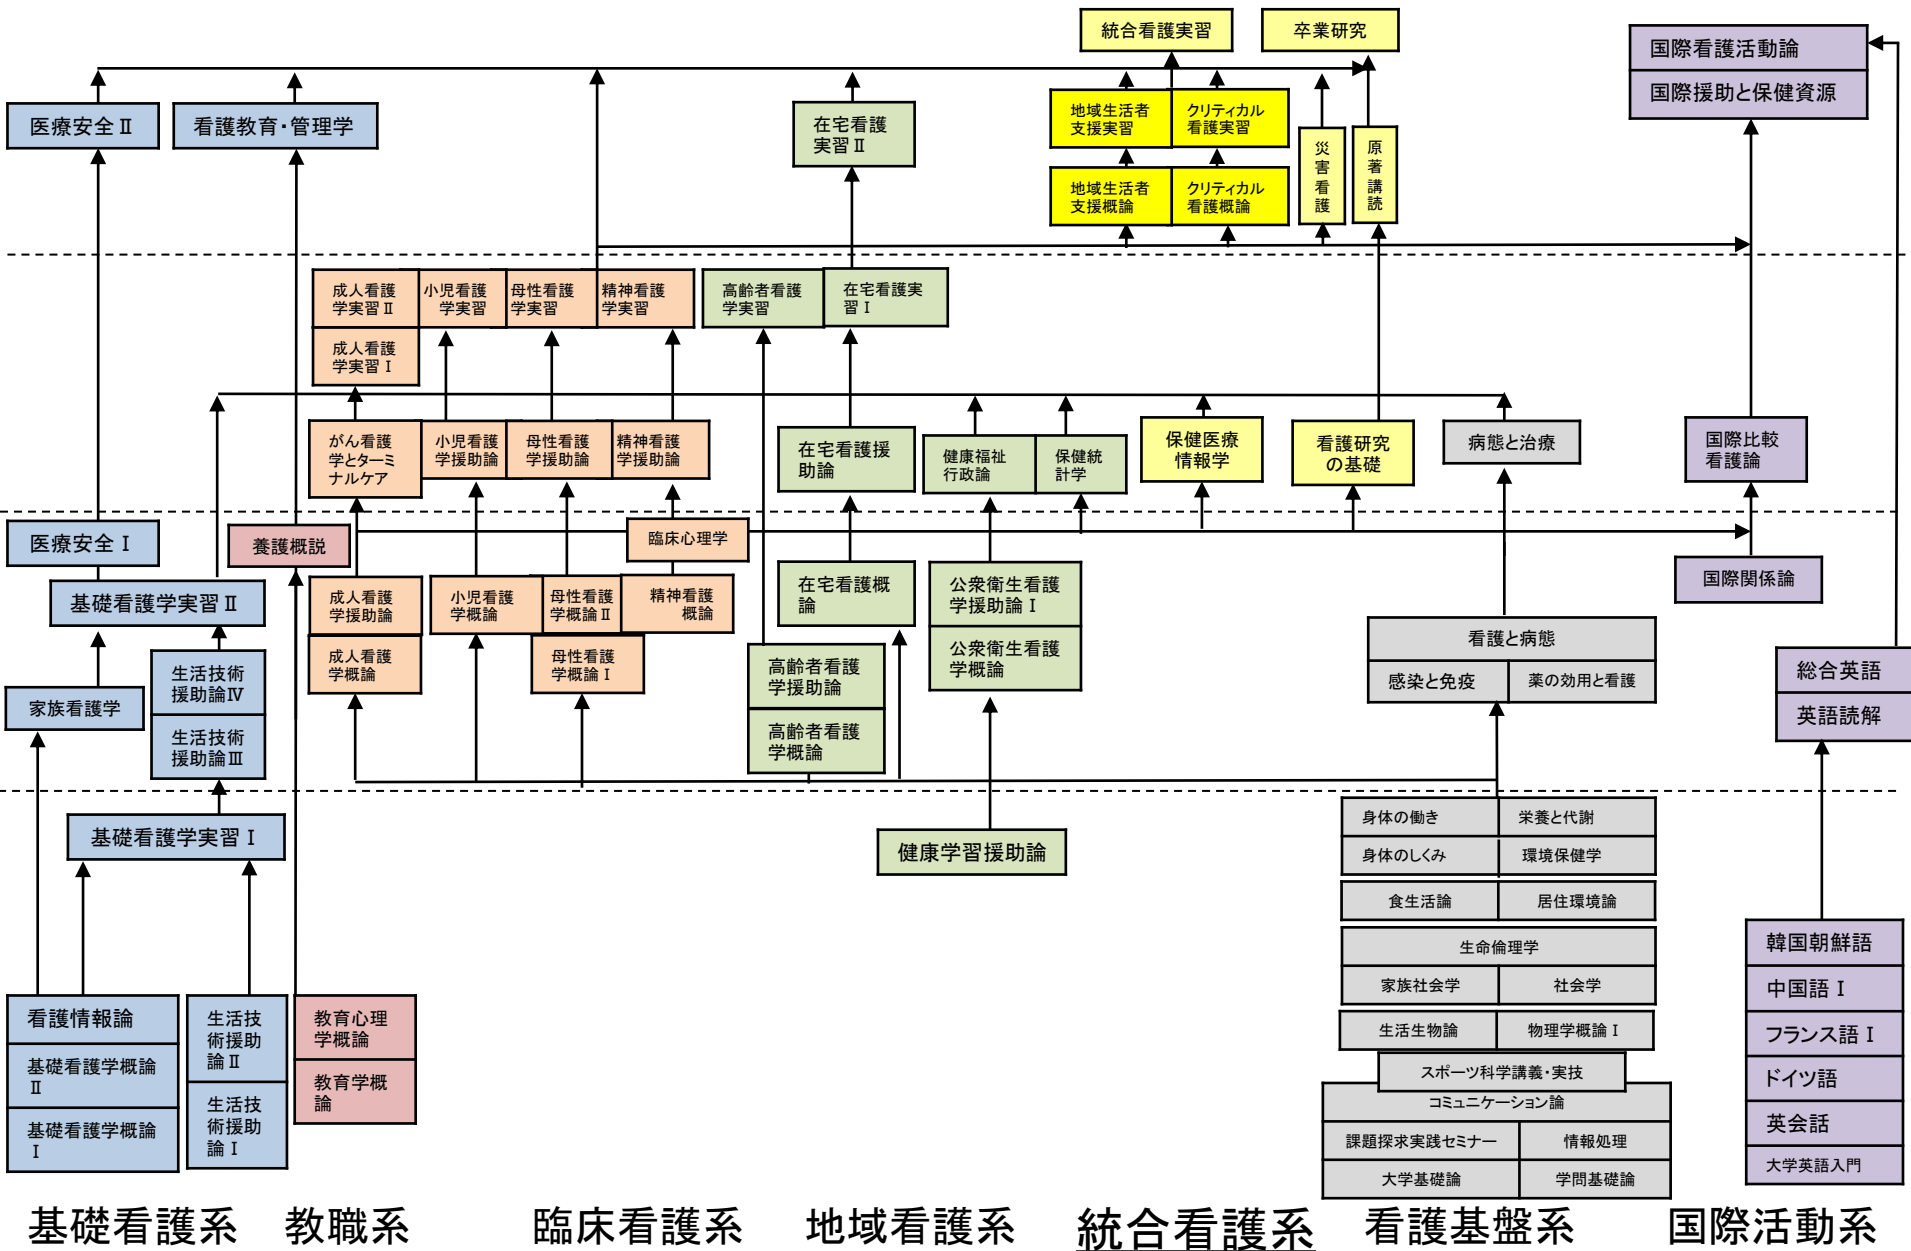 統合看護実習
卒業研究
国際看護活動論
国際援助と保健資源
医療安全Ⅱ
看護教育・管理学
在宅看護
実習Ⅱ
地域生活者
支援実習
クリティカル
看護実習
災
害
看
護
原
著
講
読
地域生活者
支援概論
クリティカル
看護概論
成人看護
学実習Ⅱ
小児看護
学実習
母性看護
学実習
精神看護
学実習
高齢者看護
学実習
在宅看護実
習Ⅰ
成人看護
学実習Ⅰ
がん看護
学とターミ
ナルケア
小児看護
学援助論
母性看護
学援助論
精神看護
学援助論
在宅看護援
助論
健康福祉
行政論
保健統
計学
保健医療
情報学
看護研究
の基礎
病態と治療
国際比較
看護論
医療安全Ⅰ
養護概説
臨床心理学
国際関係論
基礎看護学実習Ⅱ
成人看護
学援助論
小児看護
学概論
母性看護
学概論Ⅱ
精神看護
概論
在宅看護概
論
公衆衛生看護
学援助論Ⅰ
看護と病態
成人看護
学概論
母性看護
学概論Ⅰ
公衆衛生看護
学概論
感染と免疫
薬の効用と看護
総合英語
英語読解
生活技術
援助論Ⅳ
家族看護学
生活技術
援助論Ⅲ
高齢者看護
学援助論
高齢者看護
学概論
基礎看護学実習Ⅰ
健康学習援助論
身体の働き
栄養と代謝
身体のしくみ
環境保健学
食生活論
居住環境論
生命倫理学
家族社会学
社会学
生活生物論
物理学概論Ⅰ
スポーツ科学講義・実技
コミュニケーション論
課題探求実践セミナー
情報処理
大学基礎論
学問基礎論
韓国朝鮮語
中国語Ⅰ
フランス語Ⅰ
ドイツ語
英会話
大学英語入門
看護情報論
基礎看護学概論
Ⅱ
基礎看護学概論
Ⅰ
生活技
術援助
論Ⅱ
生活技
術援助
論Ⅰ
教育心理
学概論
教育学概
論
基礎看護系
教職系
臨床看護系
地域看護系
統合看護系
看護基盤系
国際活動系